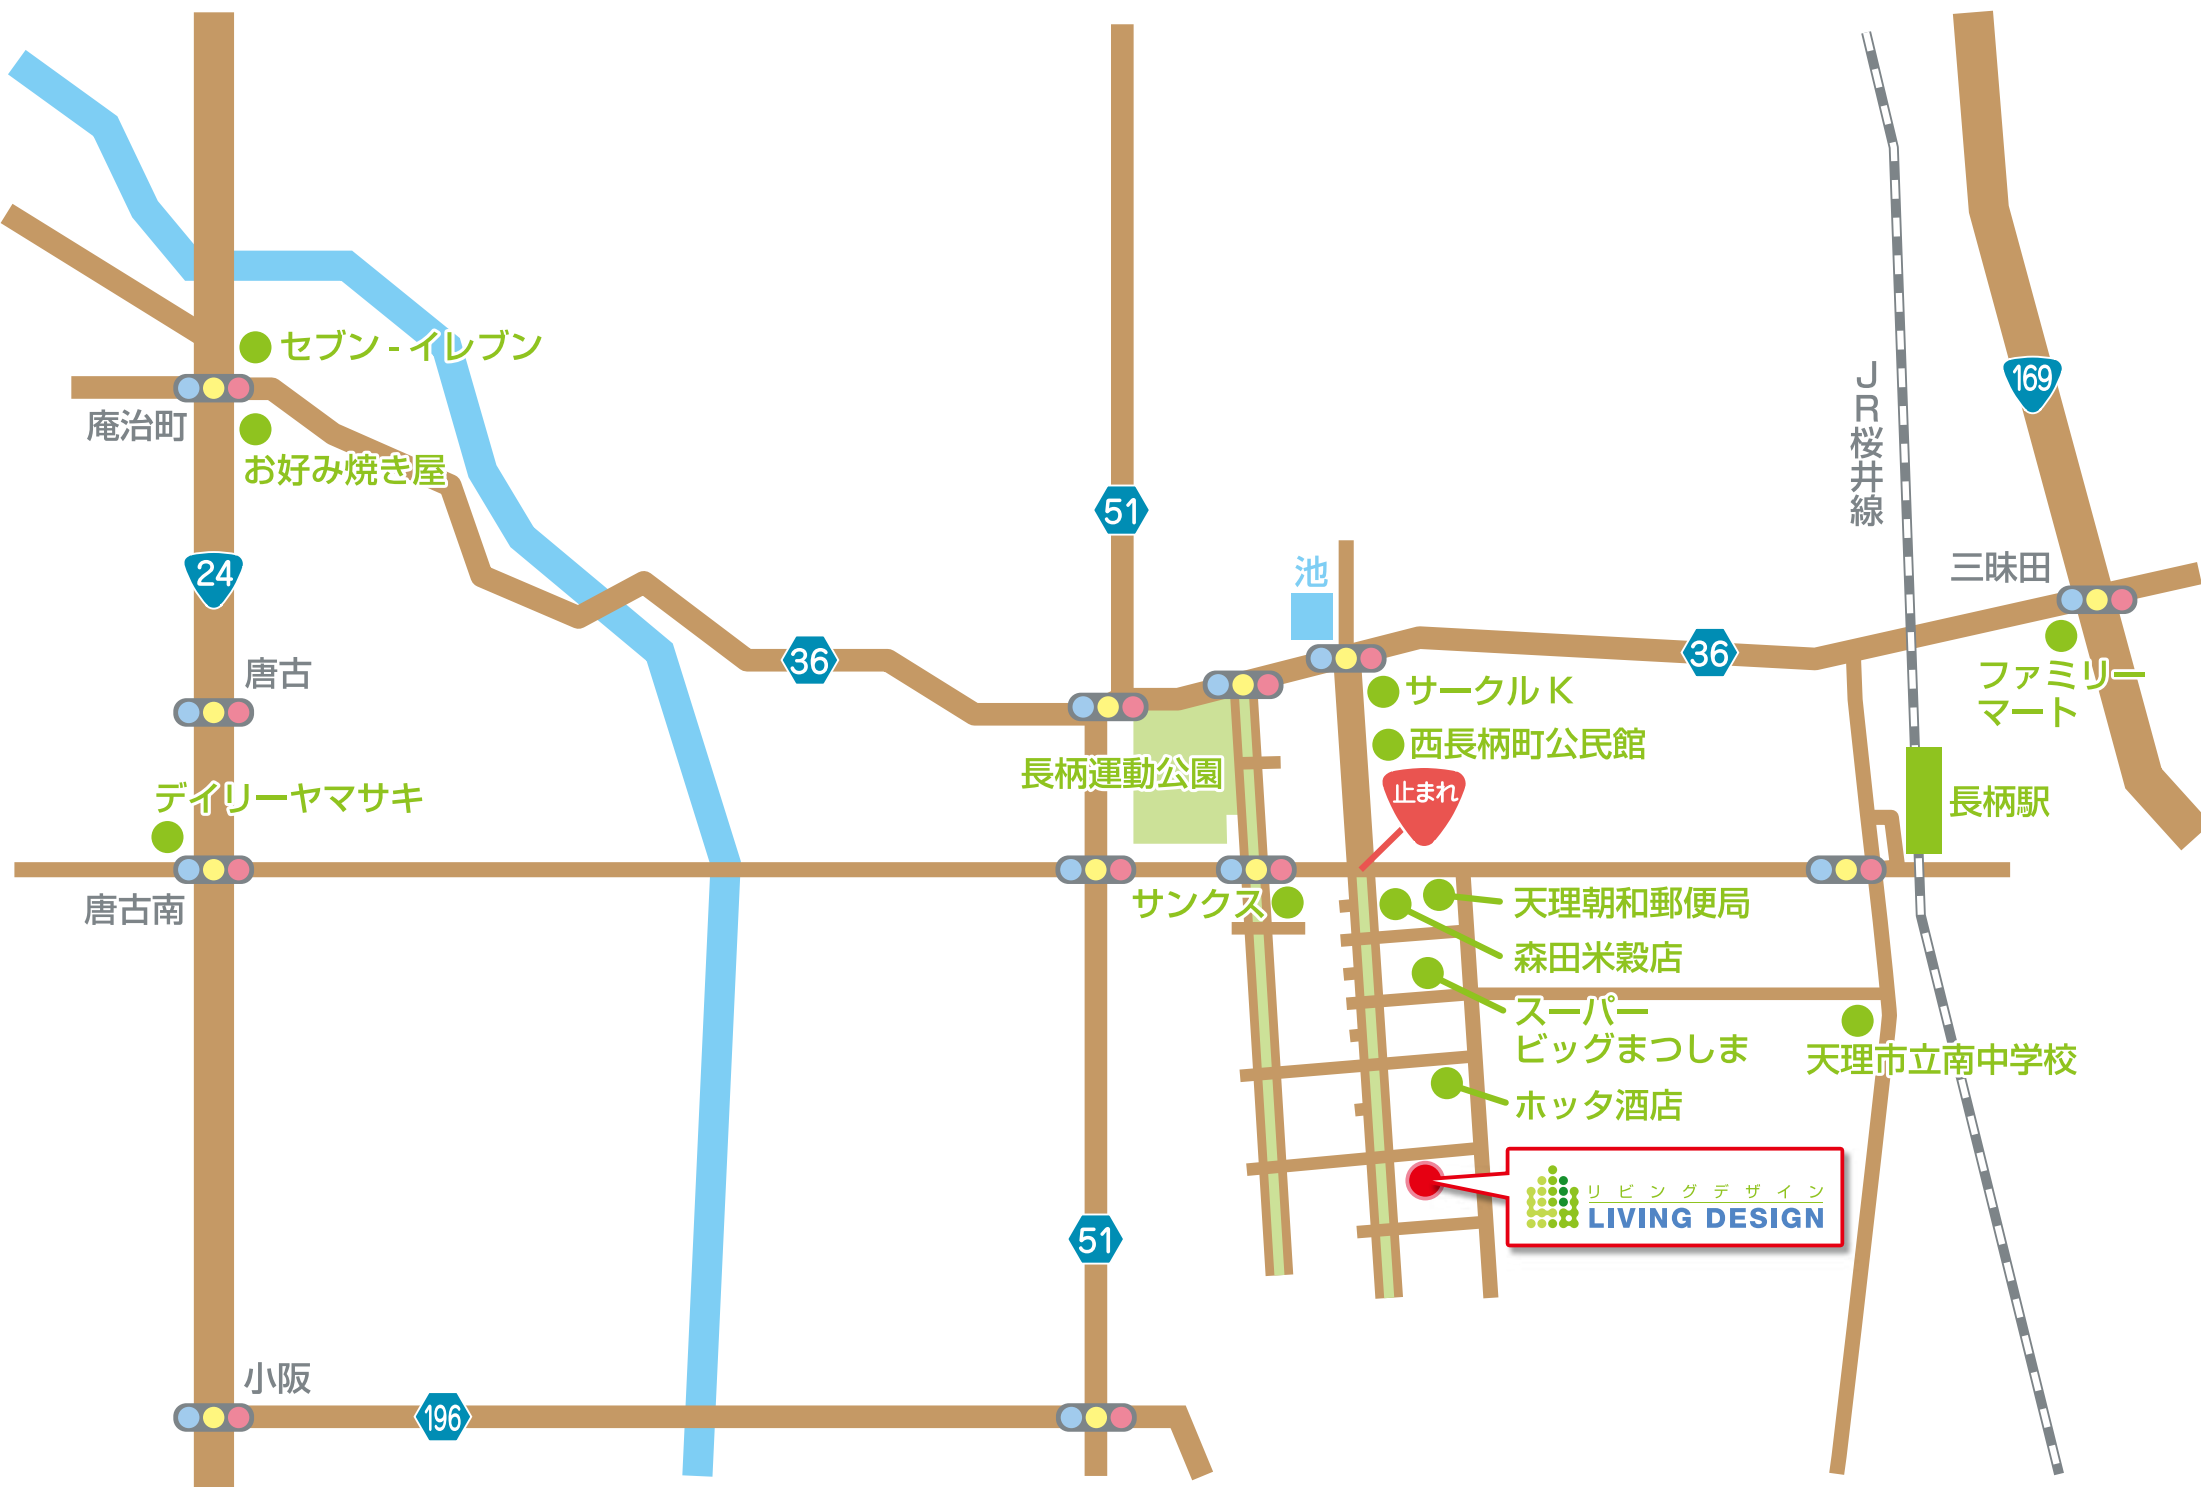 セブン-イレブン
庵治町
お好み焼き屋
24
唐古
デイリーヤマサキ
唐古南
小阪
196
36
51
長柄運動公園
サンクス
51
池
サークルK
西長柄町公民館
止まれ
36
JR桜井線
169
三昧田
ファミリー
マート
長柄駅
天理朝和郵便局
森田米穀店
スーパー
ビッグまつしま
ホッタ酒店
天理市立南中学校
リビングデザイン
LIVING DESIGN